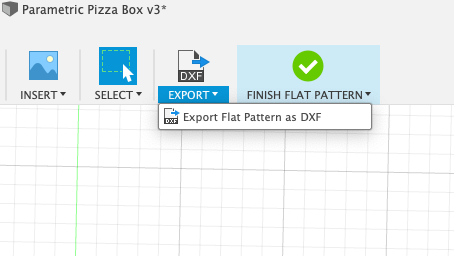 Parametric Pizza Box v3*
DXF
INSERT SELECT EXPORT FINISH FLAT PATTERN
DXF Export Flat Pattern as DXF